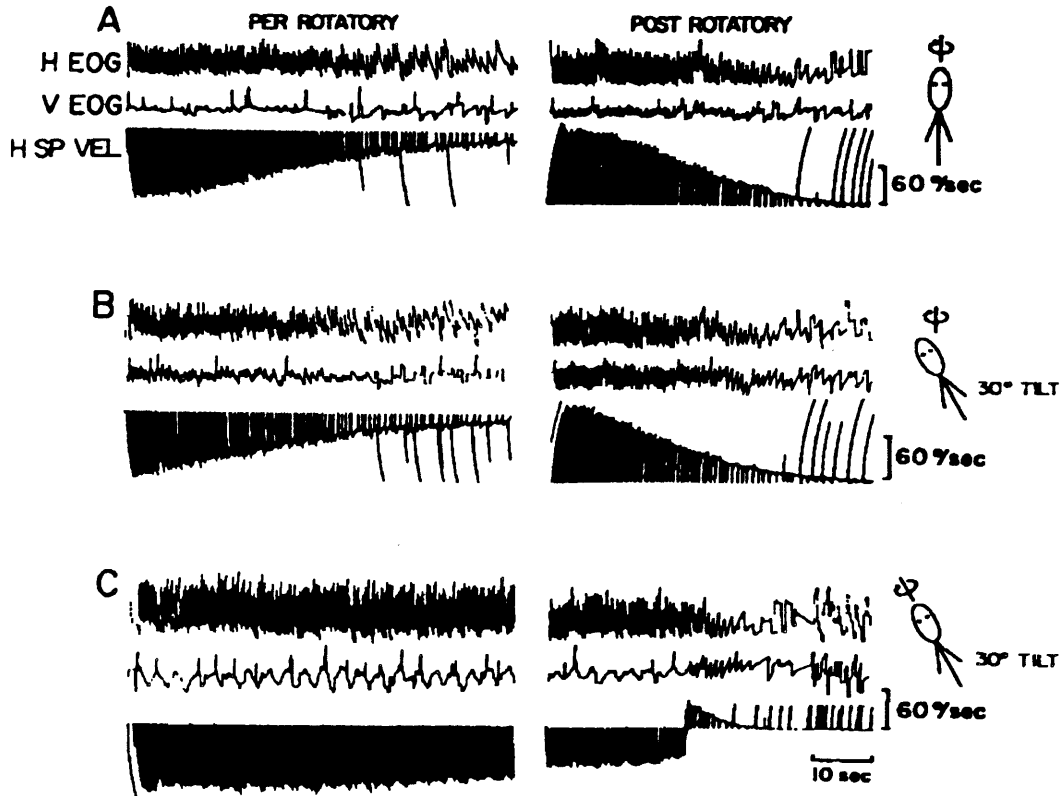 A
PER ROTATORY
POST ROTATORY
H EOG
V EOG
H SP VEL
60 °/sec
B
30° TILT
60 °/sec
C
30° TILT
60 °/sec
10 sec